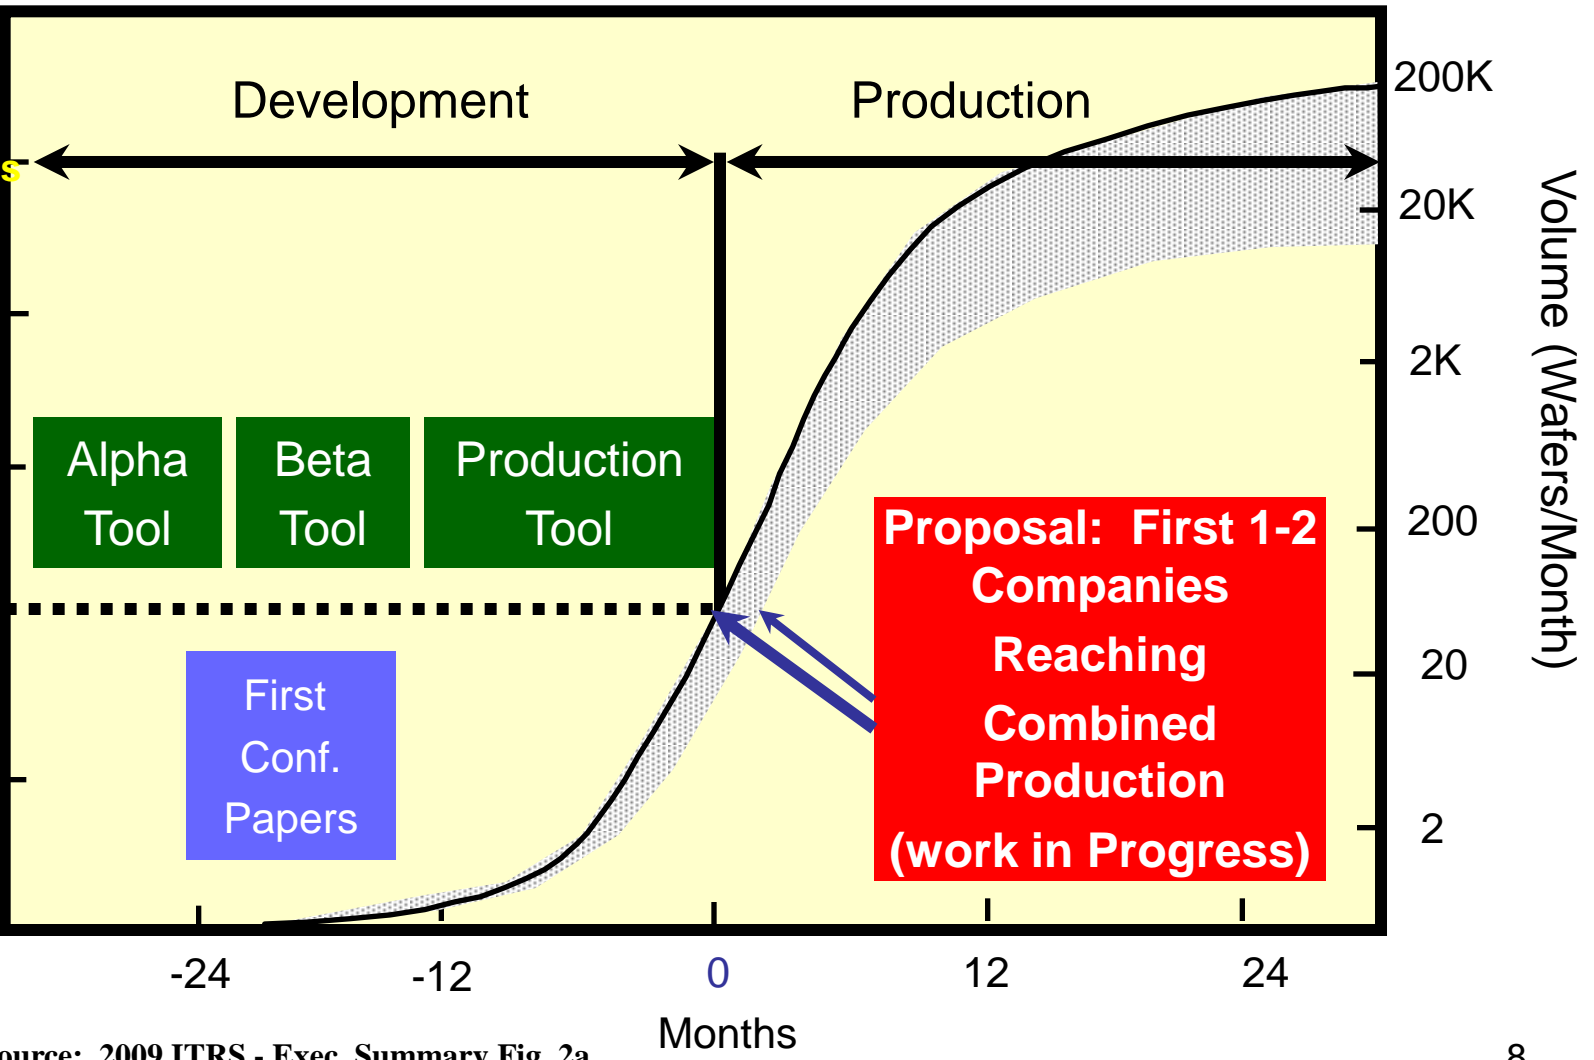 Development
Production
200K
20K
2K
200
20
2
Volume (Wafers/Month)
Alpha
Tool
Beta
Tool
Production
Tool
First
Conf.
Papers
Proposal: First 1-2
Companies
Reaching
Combined
Production
(work in Progress)
-24
-12
0
12
24
Months
2009 ITRS - Exec. Summary Fig. 2a
8